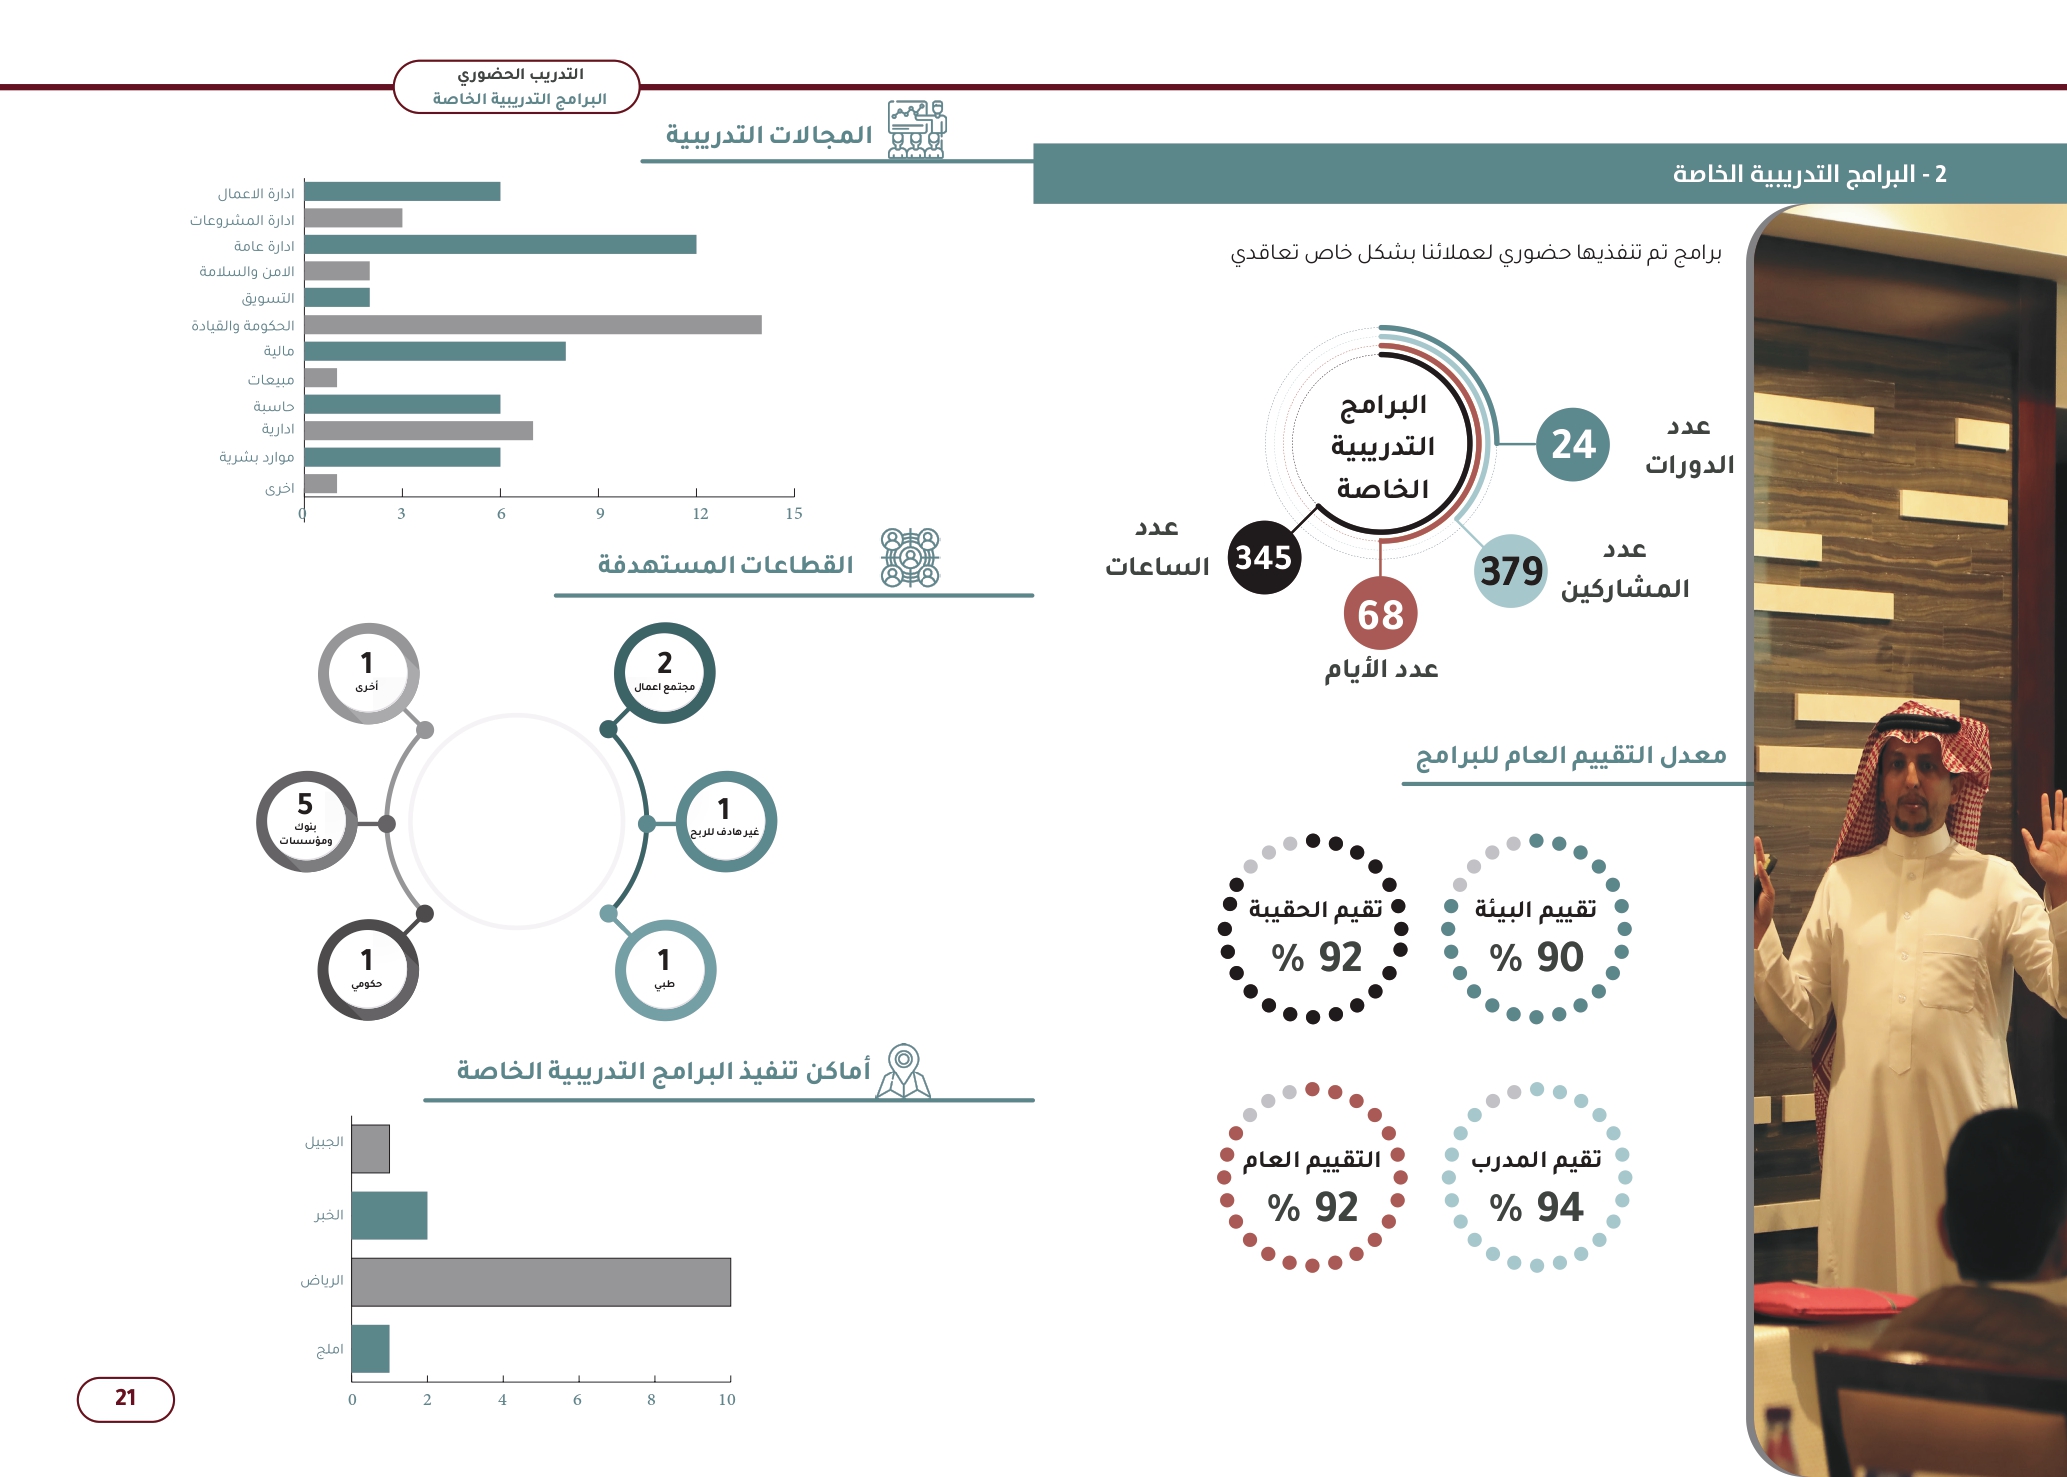 التدريب الحضوري
البرامج التدريبية الخاصة
2 - البرامج التدريبية الخاصة
برامج تم تنفذيها حضوري لعملائنا بشكل خاص تعاقدي
البرامج
التدريبية
الخاصة
24
عدد
الدورات
379
عدد
المشاركين
68
عدد الأيام
345
عدد
الساعات
معدل التقييم العام للبرامج
تقييم البيئة
90 %
تقيم الحقيبة
92 %
تقيم المدرب
94 %
التقييم العام
92 %
المجالات التدريبية
ادارة الاعمال
ادارة المشروعات
ادارة عامة
الامن والسلامة
التسويق
الحكومة والقيادة
مالية
مبيعات
حاسبة
ادارية
موارد بشرية
اخرى
0 3 6 9 12 15
القطاعات المستهدفة
2
مجتمع اعمال
1
غير هادف للربح
1
طبي
1
أخرى
5
بنوك
ومؤسسات
1
حكومي
أماكن تنفيذ البرامج التدريبية الخاصة
الجبيل
الخبر
الرياض
املج
0 2 4 6 8 10
21